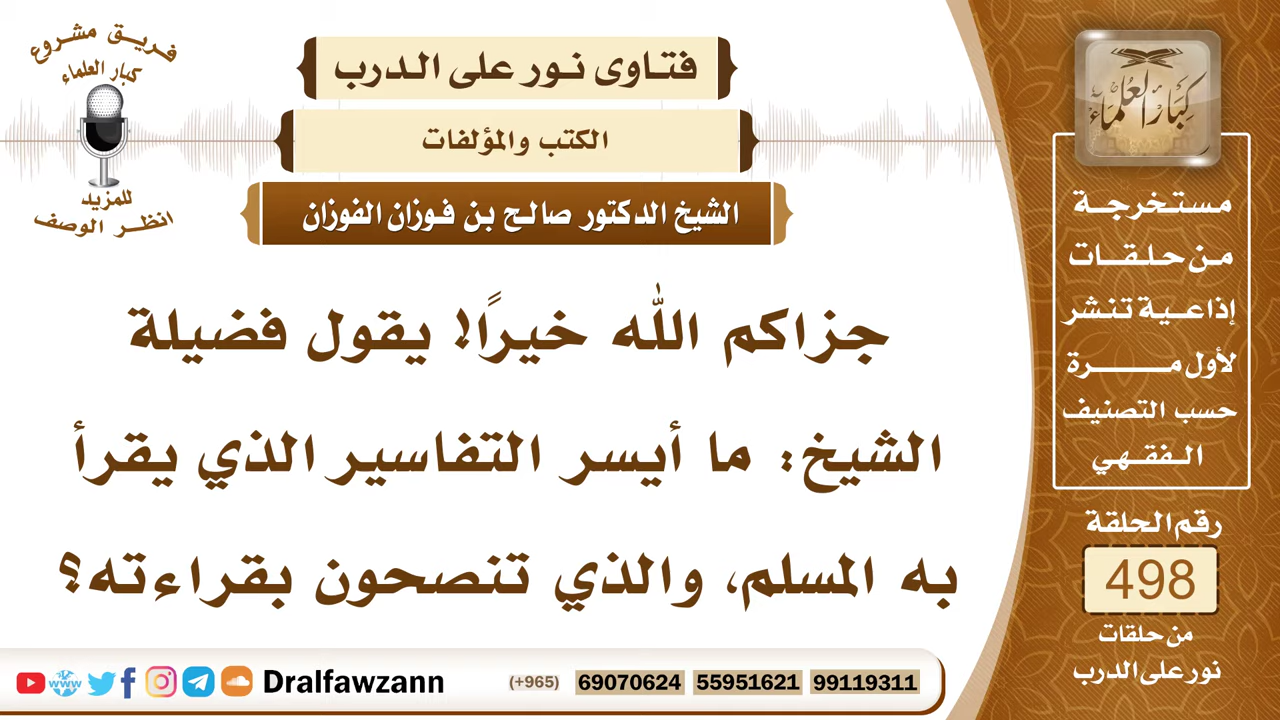 فريق مشروع
كبار العلماء
للمزيد
انظر الوصف
فتاوى نور على الدرب
الكتب والمؤلفات
الشيخ الدكتور صالح بن فوزان الفوزان
جزاكم الله خيرًا! يقول فضيلة
الشيخ: ما أيسر التفاسير الذي يقرأ
به المسلم، والذي تنصحون بقراءته؟
كبار العلماء
مستخرجة
من حلقات
إذاعية تنشر
لأول مرة
حسب التصنيف
الفقهي
رقم الحلقة
498
من حلقات
نور على الدرب
www Dralfawzann (+965) 69070624 55951621 99119311